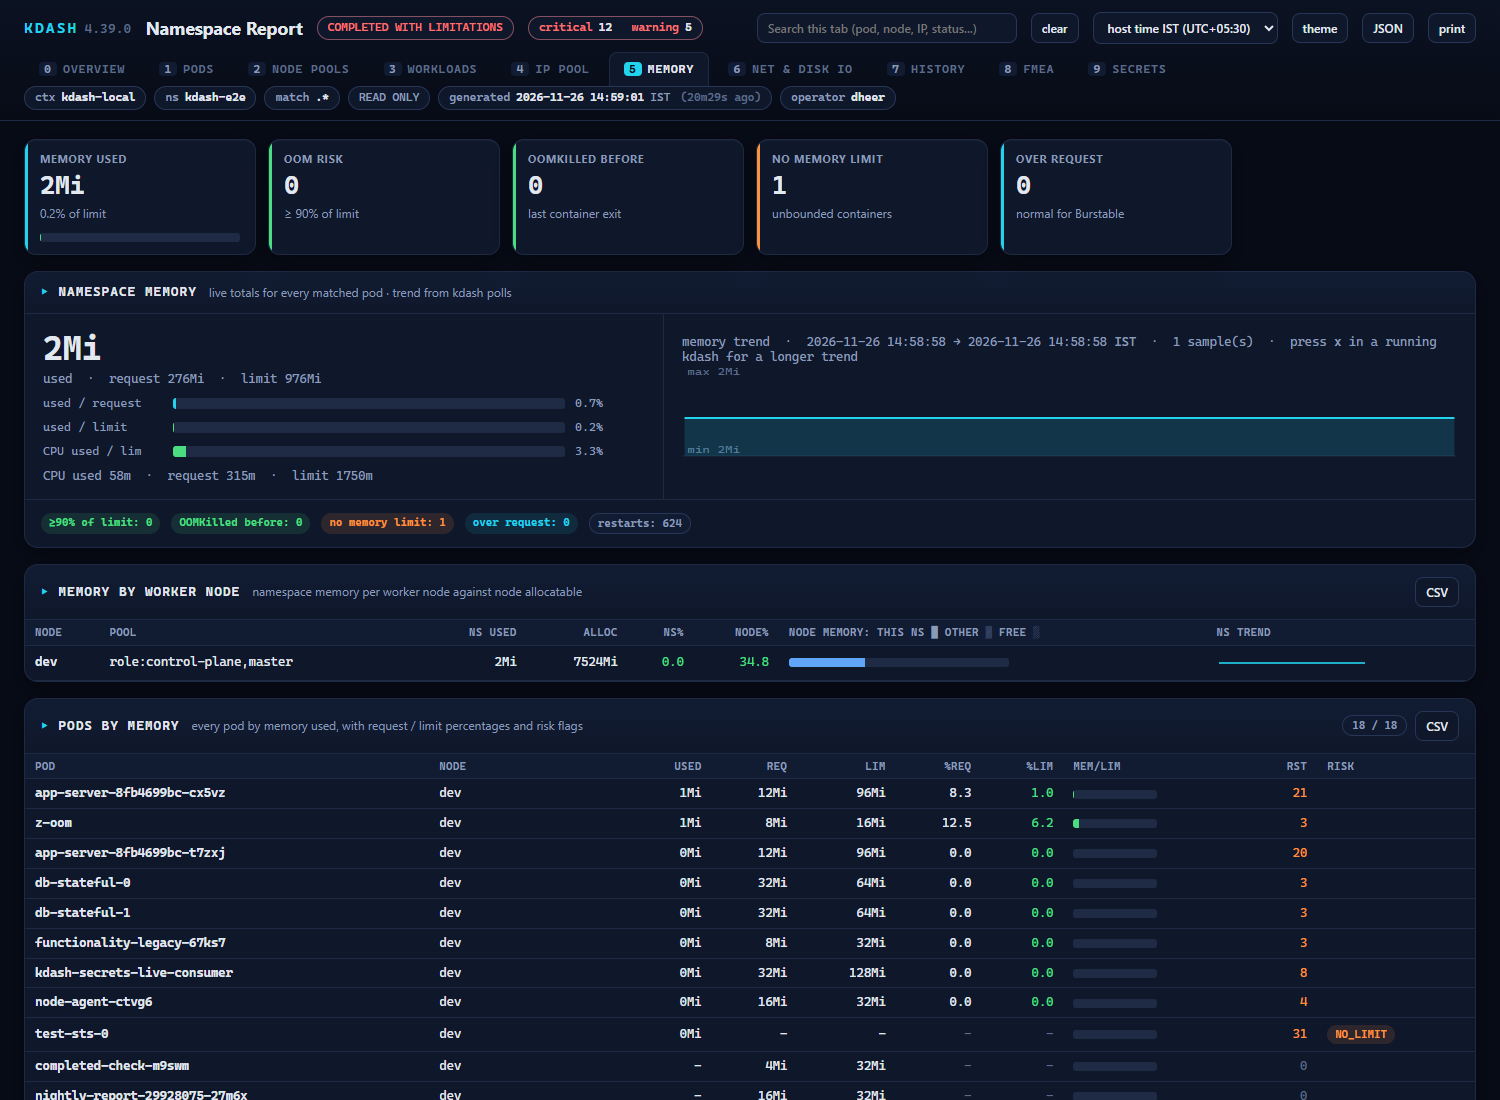 KDASH 4.39.0 Namespace Report COMPLETED WITH LIMITATIONS critical 12 warning 5 Search this tab (pod, node, IP, status...) clear host time IST (UTC+05:30) theme JSON print
0 OVERVIEW 1 PODS 2 NODE POOLS 3 WORKLOADS 4 IP POOL 5 MEMORY 6 NET & DISK IO 7 HISTORY 8 FMEA 9 SECRETS
ctx kdash-local ns kdash-e2e match .* READ ONLY generated 2026-11-26 14:59:01 IST (20m29s ago) operator dheer
MEMORY USED
2Mi
0.2% of limit
OOM RISK
0
≥ 90% of limit
OOMKILLED BEFORE
0
last container exit
NO MEMORY LIMIT
1
unbounded containers
OVER REQUEST
0
normal for Burstable
NAMESPACE MEMORY live totals for every matched pod · trend from kdash polls
2Mi
used · request 276Mi · limit 976Mi
used / request 0.7%
used / limit 0.2%
CPU used / lim 3.3%
CPU used 58m · request 315m · limit 1750m
memory trend · 2026-11-26 14:58:58 → 2026-11-26 14:58:58 IST · 1 sample(s) · press x in a running
kdash for a longer trend
max 2Mi
min 2Mi
≥90% of limit: 0 OOMKilled before: 0 no memory limit: 1 over request: 0 restarts: 624
MEMORY BY WORKER NODE namespace memory per worker node against node allocatable CSV
NODE POOL NS USED ALLOC NS% NODE% NODE MEMORY: THIS NS OTHER FREE NS TREND
dev role:control-plane,master 2Mi 7524Mi 0.0 34.8
PODS BY MEMORY every pod by memory used, with request / limit percentages and risk flags 18 / 18 CSV
POD NODE USED REQ LIM %REQ %LIM MEM/LIM RST RISK
app-server-8fb4699bc-cx5vz dev 1Mi 12Mi 96Mi 8.3 1.0 21
z-oom dev 1Mi 8Mi 16Mi 12.5 6.2 3
app-server-8fb4699bc-t7zxj dev 0Mi 12Mi 96Mi 0.0 0.0 20
db-stateful-0 dev 0Mi 32Mi 64Mi 0.0 0.0 3
db-stateful-1 dev 0Mi 32Mi 64Mi 0.0 0.0 3
functionality-legacy-67ks7 dev 0Mi 8Mi 32Mi 0.0 0.0 3
kdash-secrets-live-consumer dev 0Mi 32Mi 128Mi 0.0 0.0 8
node-agent-ctvg6 dev 0Mi 16Mi 32Mi 0.0 0.0 4
test-sts-0 dev 0Mi – – – – 31 NO_LIMIT
completed-check-m9swm dev – 4Mi 32Mi – – 0
nightly-report-29928075-27m6x dev – 16Mi 32Mi – – 0